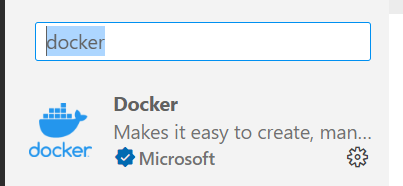 docker
Docker
Makes it easy to create, man...
docker
Microsoft